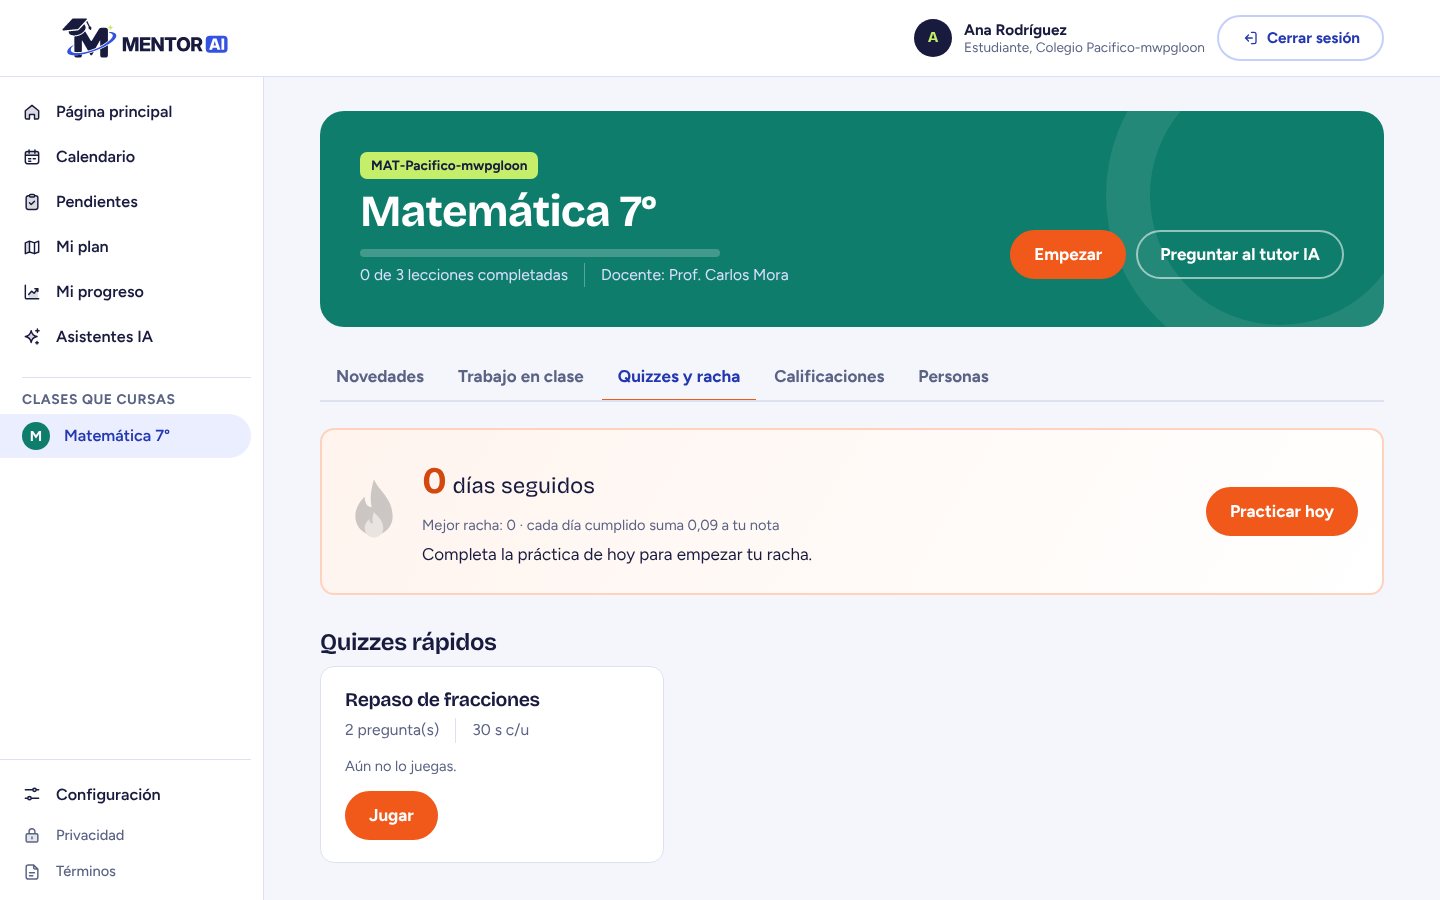 MENTOR AI
A
Ana Rodríguez
Estudiante, Colegio Pacifico-mwpgloon
Cerrar sesión
Página principal
Calendario
Pendientes
Mi plan
Mi progreso
Asistentes IA
CLASES QUE CURSAS
M Matemática 7°
Configuración
Privacidad
Términos
MAT-Pacifico-mwpgloon
Matemática 7°
0 de 3 lecciones completadas
Docente: Prof. Carlos Mora
Empezar
Preguntar al tutor IA
Novedades
Trabajo en clase
Quizzes y racha
Calificaciones
Personas
0 días seguidos
Mejor racha: 0 · cada día cumplido suma 0,09 a tu nota
Completa la práctica de hoy para empezar tu racha.
Practicar hoy
Quizzes rápidos
Repaso de fracciones
2 pregunta(s)
30 s c/u
Aún no lo juegas.
Jugar